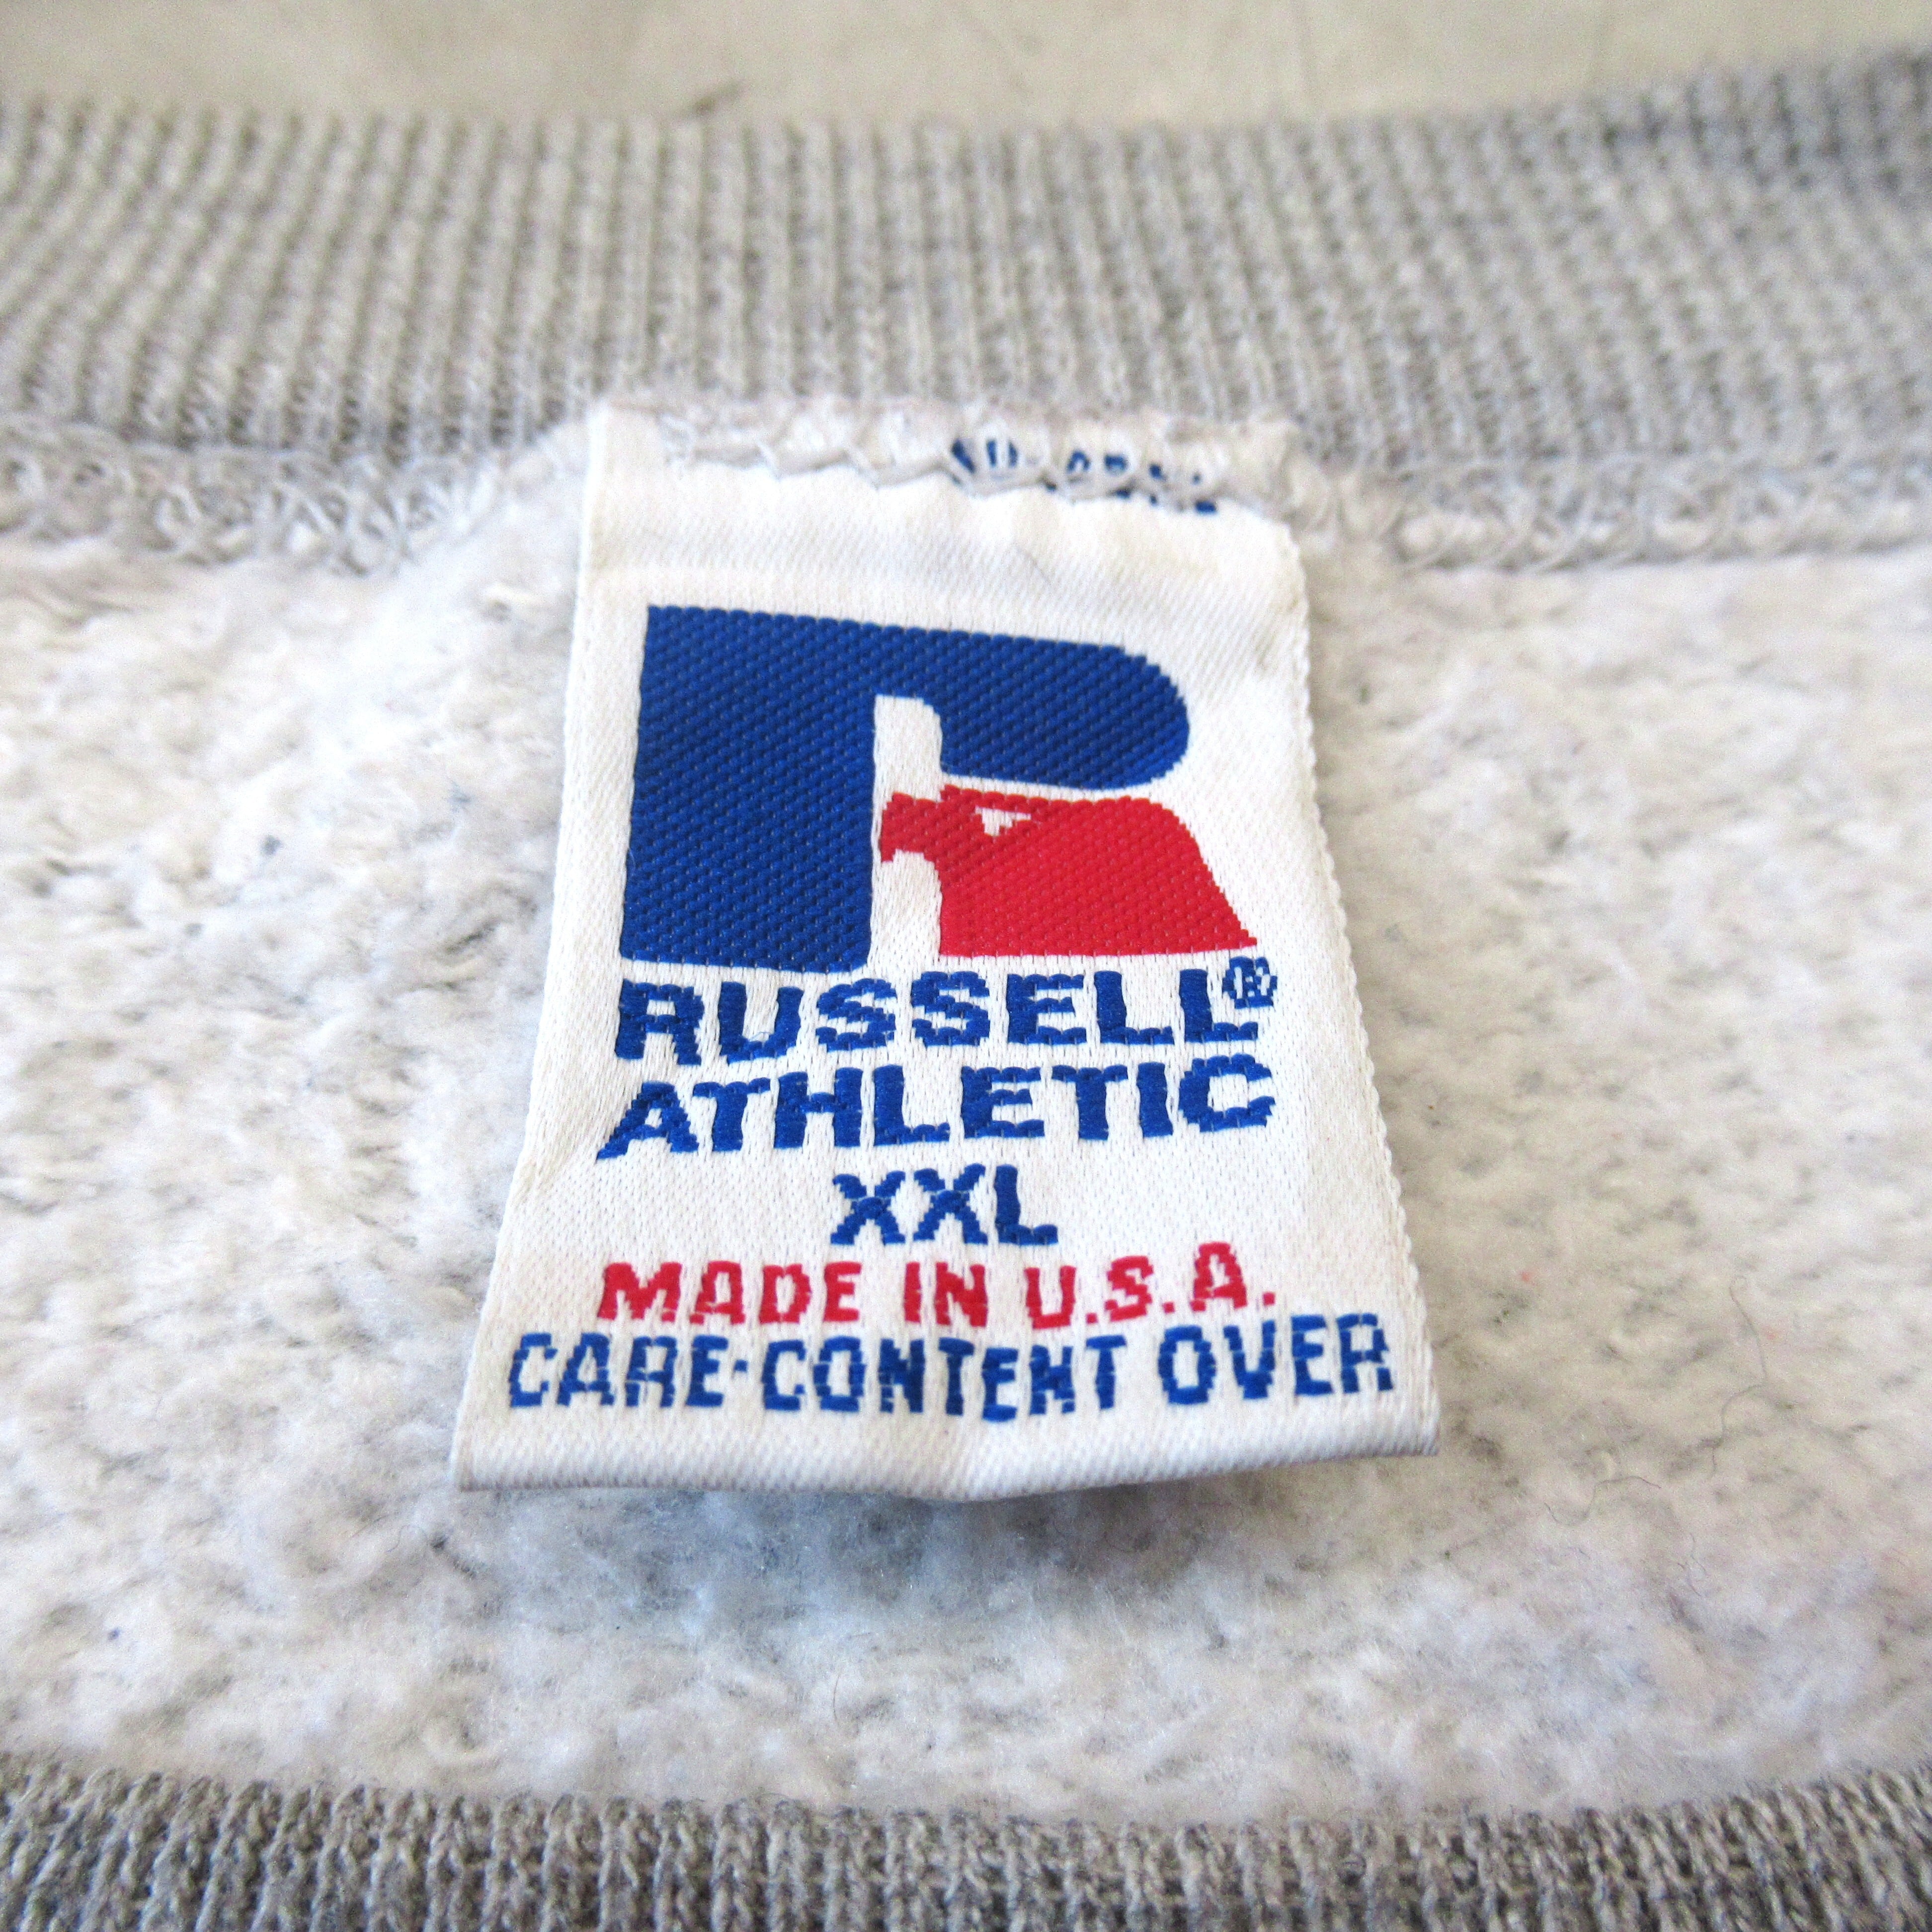 RUSSELL®
ATHLETIC
XXL
MADE IN U.S.A.
CARE·CONTENT OVER